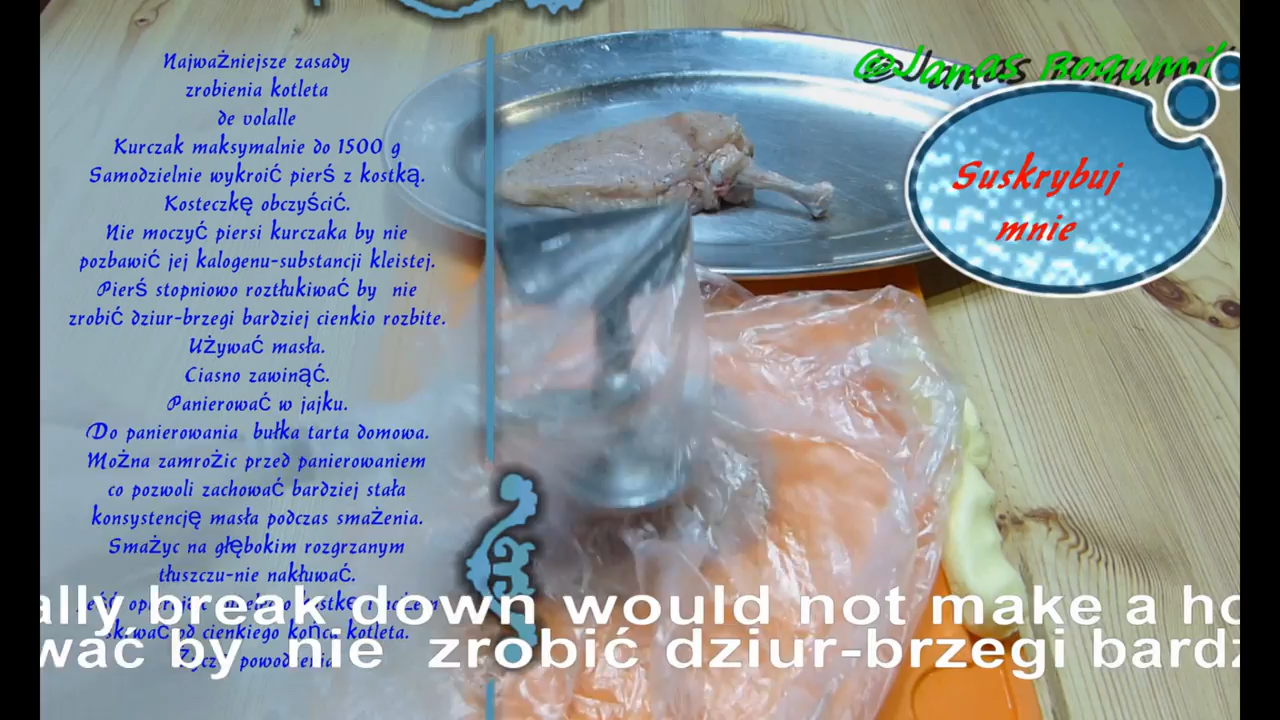 Najważniejsze zasady
zrobienia kotleta
de volalle
Kurczak maksymalnie do 1500 g
Samodzielnie wykroić pierś z kostką.
Kosteczkę obczyścić.
Nie moczyć piersi kurczaka by nie
pozbawić jej kalogenu-substancji kleistej.
Pierś stopniowo roztłukiwać by nie
zrobić dziur-brzegi bardziej cienkio rozbite.
Używać masła.
Ciasno zawinąć.
Panierować w jajku.
Do panierowania bułka tarta domowa.
Można zamrożic przed panierowaniem
co pozwoli zachować bardziej stała
konsystencję masła podczas smażenia.
Smażyc na głębokim rozgrzanym
tłuszczu-nie nakłuwać.
cienkiego końca kotleta.
powodzenia
@Janas Bogumił
Suskrybuj
mnie
ally break down would not make a ho
wać by nie zrobić dziur-brzegi bardz